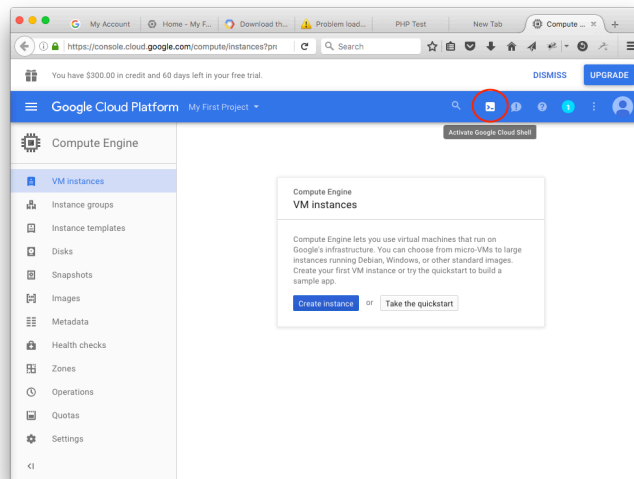 My Account
Home – My F...
Download th...
Problem load...
PHP Test
New Tab
Compute ...
https://console.cloud.google.com/compute/instances?pr
Search
You have $300.00 in credit and 60 days left in your free trial.
DISMISS
UPGRADE
Google Cloud Platform
My First Project
1
Activate Google Cloud Shell
Compute Engine
VM instances
Instance groups
Instance templates
Disks
Snapshots
Images
Metadata
Health checks
Zones
Operations
Quotas
Settings
Compute Engine
VM instances
Compute Engine lets you use virtual machines that run on
Google's infrastructure. You can choose from micro-VMs to large
instances running Debian, Windows, or other standard images.
Create your first VM instance or try the quickstart to build a
sample app.
Create instance or Take the quickstart